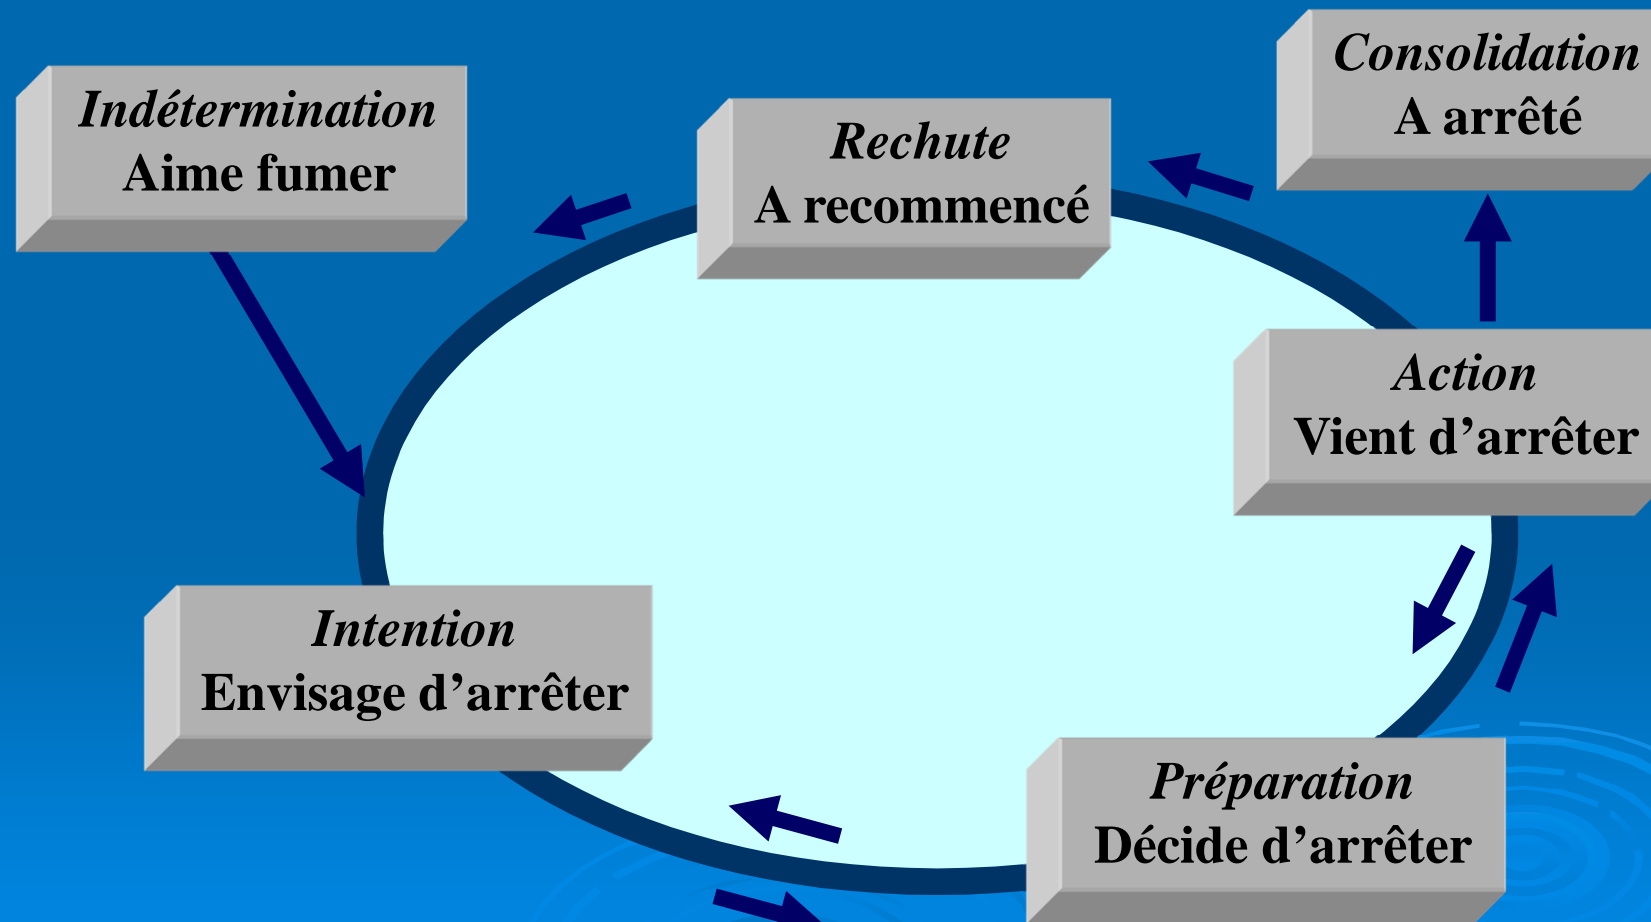 Indétermination
Aime fumer
Rechute
A recommencé
Consolidation
A arrêté
Action
Vient d’arrêter
Intention
Envisage d’arrêter
Préparation
Décide d’arrêter